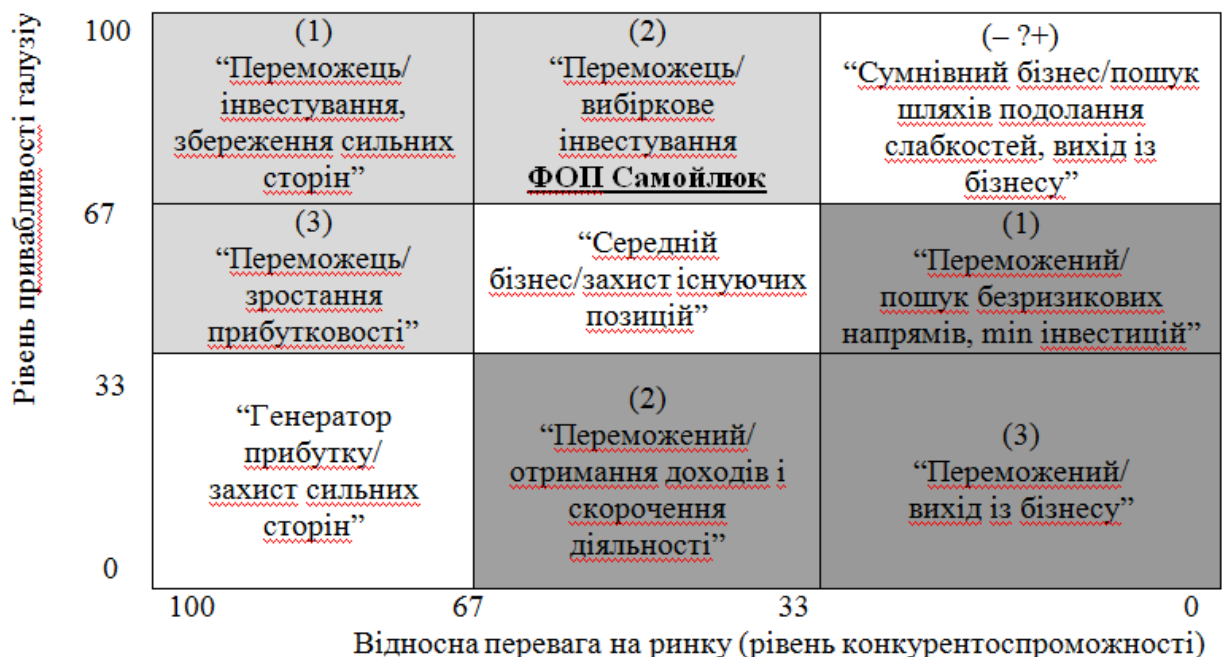 Рівень привабливості галузіу
100
(1)
“Переможець/
інвестування,
збереження сильних
сторін”
(2)
“Переможець/
вибіркове
інвестування
ФОП Самойлюк
(– ?+)
“Сумнівний бізнес/пошук
шляхів подолання
слабкостей, вихід із
бізнесу”
67
(3)
“Переможець/
зростання
прибутковості”
“Середній
бізнес/захист існуючих
позицій”
(1)
“Переможений/
пошук безризикових
напрямів, min інвестицій”
33
“Генератор
прибутку/
захист сильних
сторін”
(2)
“Переможений/
отримання доходів і
скорочення
діяльності”
(3)
“Переможений/
вихід із бізнесу”
0
100
67
33
0
Відносна перевага на ринку (рівень конкурентоспроможності)